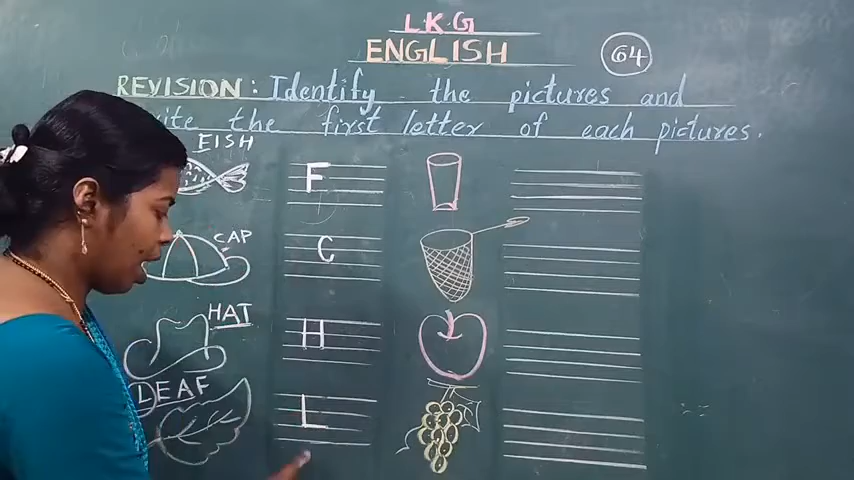 L.K.G
ENGLISH
64
REVISION : Identify the pictures and
write the first letter of each pictures.
FISH
F
CAP
C
HAT
H
LEAF
L